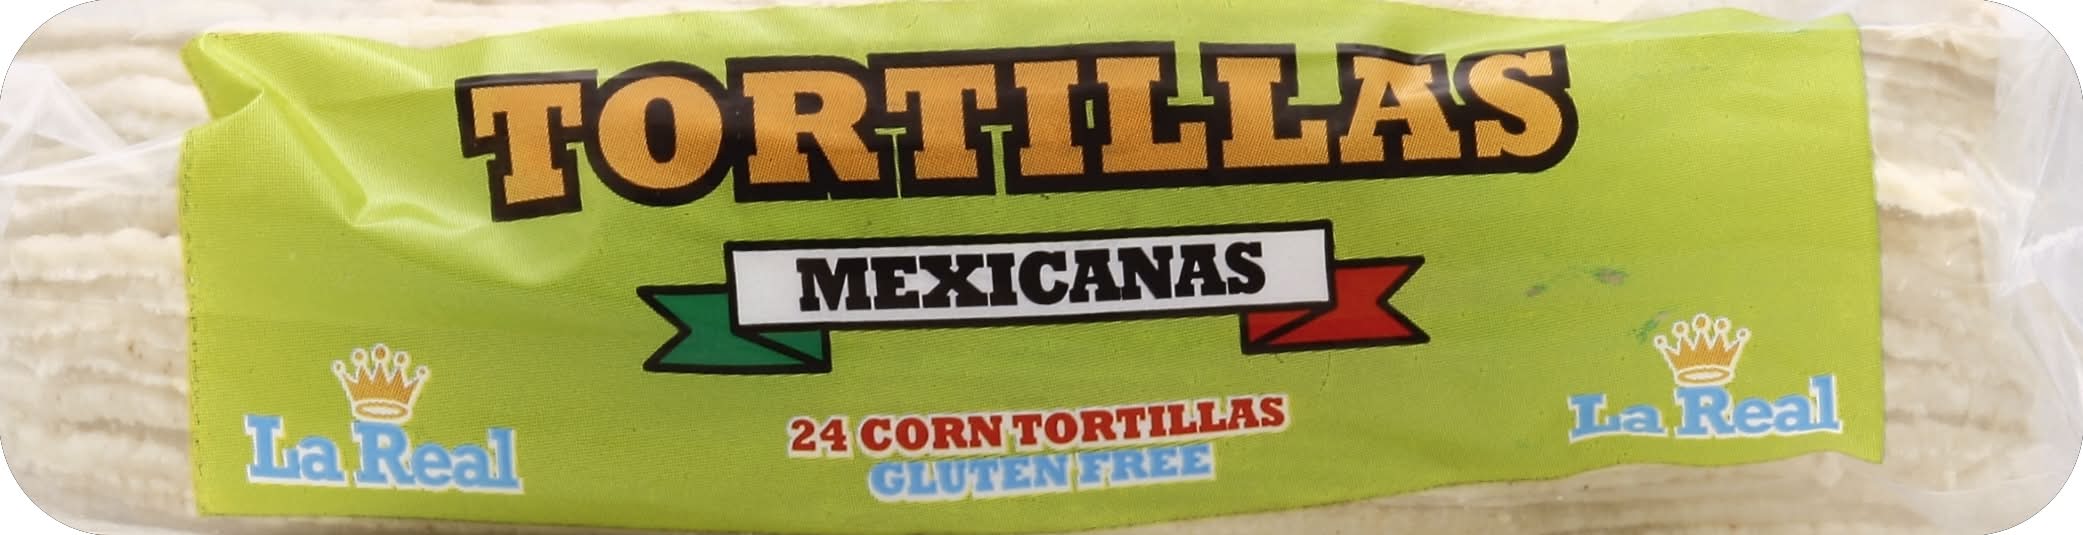 TORTILLAS
MEXICANAS
24 CORN TORTILLAS
GLUTEN FREE
La Real
La Real